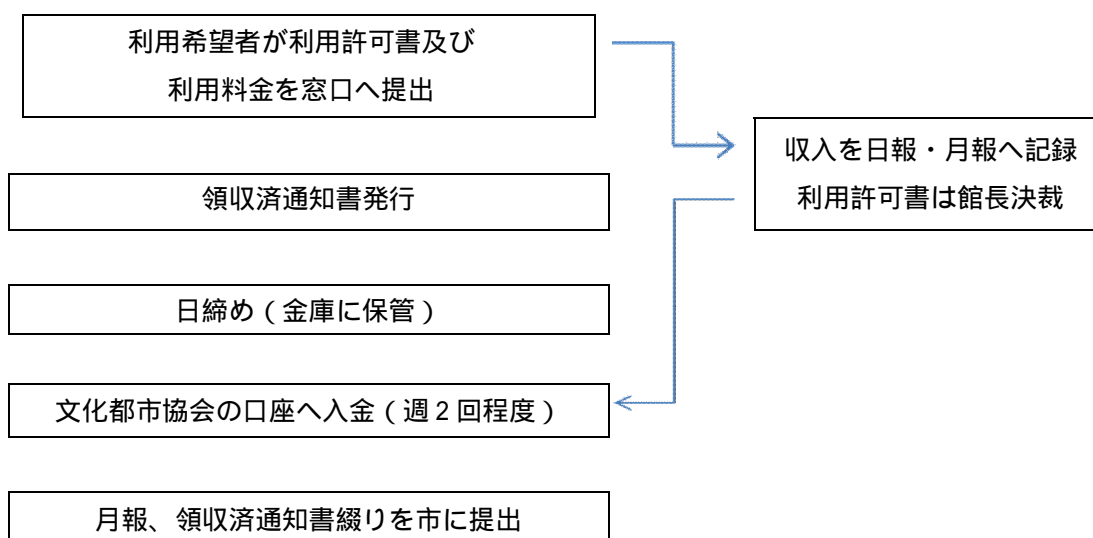 利用希望者が利用許可書及び
利用料金を窓口へ提出
収入を日報・月報へ記録
利用許可書は館長決裁
領収済通知書発行
日締め（金庫に保管）
文化都市協会の口座へ入金（週２回程度）
月報、領収済通知書綴りを市に提出